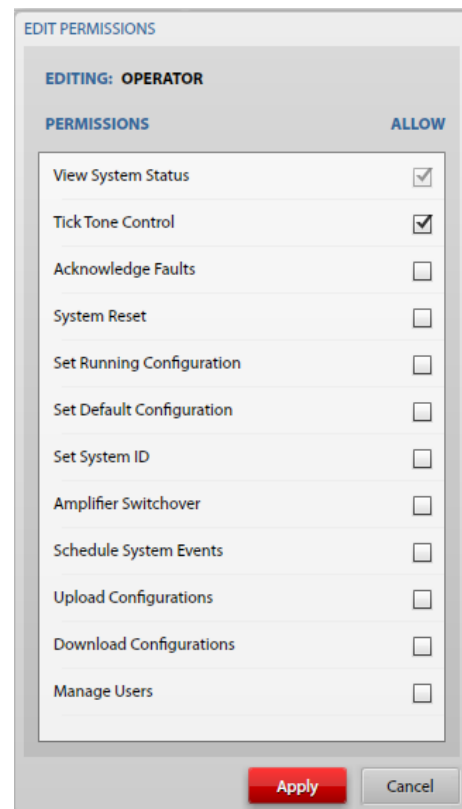 EDIT PERMISSIONS
EDITING: OPERATOR
PERMISSIONS ALLOW
View System Status
Tick Tone Control
Acknowledge Faults
System Reset
Set Running Configuration
Set Default Configuration
Set System ID
Amplifier Switchover
Schedule System Events
Upload Configurations
Download Configurations
Manage Users
Apply Cancel